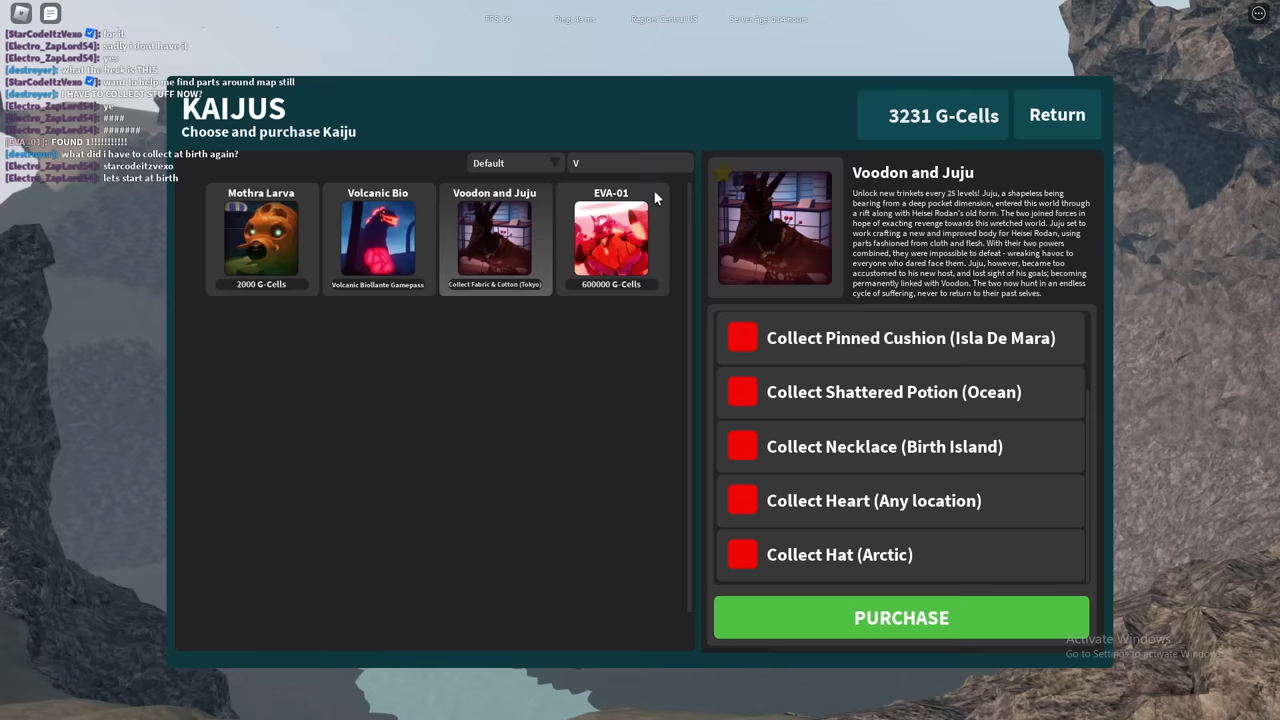 FPS: 60
Ping: 49 ms
Region: Central US
[StarCodeItzVexo]: for it
[Electro_ZapLord54]: sadly i dont have it
[Electro_ZapLord54]: yes
[destroyer]: what the heck is THIS
[StarCodeItzVexo]: want to help me find parts around map still
[destroyer]: I HAVE TO COLLECT STUFF NOW?
[Electro_ZapLord54]: ye
[Electro_ZapLord54]: ####
[Electro_ZapLord54]: #######
[EVA_01]: FOUND 1!!!!!!!!!!!
[destroyer]: what did i have to collect at birth again?
[Electro_ZapLord54]: starcodeitzvexo
[Electro_ZapLord54]: lets start at birth
KAIJUS
Choose and purchase Kaiju
3231 G-Cells
Return
Default
V
Mothra Larva
2000 G-Cells
Volcanic Bio
Volcanic Biollante Gamepass
Voodon and Juju
Collect Fabric & Cotton (Tokyo)
EVA-01
600000 G-Cells
Voodon and Juju
Unlock new trinkets every 25 levels! Juju, a shapeless being
bearing from a deep pocket dimension, entered this world through
a rift along with Heisei Rodan's old form. The two joined forces in
hope of exacting revenge towards this wretched world. Juju set to
work crafting a new and improved body for Heisei Rodan, using
parts fashioned from cloth and flesh. With their two powers
combined, they were impossible to defeat - wreaking havoc to
everyone who dared face them. Juju, however, became too
accustomed to his new host, and lost sight of his goals; becoming
permanently linked with Voodon. The two now hunt in an endless
cycle of suffering, never to return to their past selves.
Collect Pinned Cushion (Isla De Mara)
Collect Shattered Potion (Ocean)
Collect Necklace (Birth Island)
Collect Heart (Any location)
Collect Hat (Arctic)
PURCHASE
Activate Windows
Go to Settings to activate Windows.